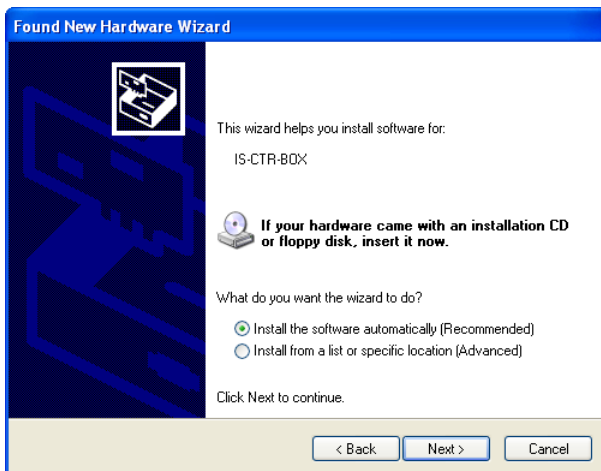 Found New Hardware Wizard
This wizard helps you install software for:
IS-CTR-BOX
If your hardware came with an installation CD
or floppy disk, insert it now.
What do you want the wizard to do?
Install the software automatically (Recommended)
Install from a list or specific location (Advanced)
Click Next to continue.
< Back
Next >
Cancel